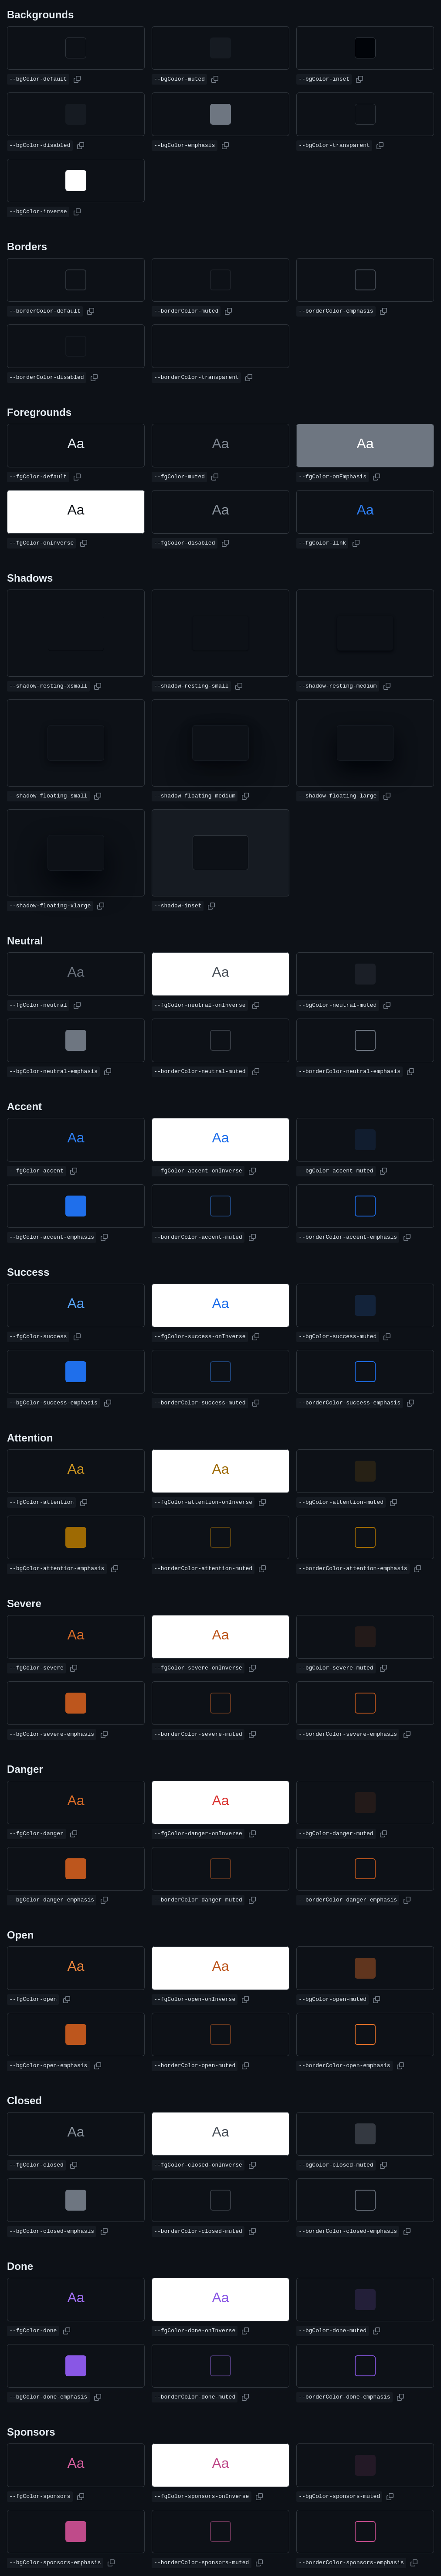 Backgrounds
--bgColor-default --bgColor-muted --bgColor-inset
--bgColor-disabled --bgColor-emphasis --bgColor-transparent
--bgColor-inverse
Borders
--borderColor-default --borderColor-muted --borderColor-emphasis
--borderColor-disabled --borderColor-transparent
Foregrounds
Aa Aa Aa
--fgColor-default --fgColor-muted --fgColor-onEmphasis
Aa Aa Aa
--fgColor-onInverse --fgColor-disabled --fgColor-link
Shadows
--shadow-resting-xsmall --shadow-resting-small --shadow-resting-medium
--shadow-floating-small --shadow-floating-medium --shadow-floating-large
--shadow-floating-xlarge --shadow-inset
Neutral
Aa Aa
--fgColor-neutral --fgColor-neutral-onInverse --bgColor-neutral-muted
--bgColor-neutral-emphasis --borderColor-neutral-muted --borderColor-neutral-emphasis
Accent
Aa Aa
--fgColor-accent --fgColor-accent-onInverse --bgColor-accent-muted
--bgColor-accent-emphasis --borderColor-accent-muted --borderColor-accent-emphasis
Success
Aa Aa
--fgColor-success --fgColor-success-onInverse --bgColor-success-muted
--bgColor-success-emphasis --borderColor-success-muted --borderColor-success-emphasis
Attention
Aa Aa
--fgColor-attention --fgColor-attention-onInverse --bgColor-attention-muted
--bgColor-attention-emphasis --borderColor-attention-muted --borderColor-attention-emphasis
Severe
Aa Aa
--fgColor-severe --fgColor-severe-onInverse --bgColor-severe-muted
--bgColor-severe-emphasis --borderColor-severe-muted --borderColor-severe-emphasis
Danger
Aa Aa
--fgColor-danger --fgColor-danger-onInverse --bgColor-danger-muted
--bgColor-danger-emphasis --borderColor-danger-muted --borderColor-danger-emphasis
Open
Aa Aa
--fgColor-open --fgColor-open-onInverse --bgColor-open-muted
--bgColor-open-emphasis --borderColor-open-muted --borderColor-open-emphasis
Closed
Aa Aa
--fgColor-closed --fgColor-closed-onInverse --bgColor-closed-muted
--bgColor-closed-emphasis --borderColor-closed-muted --borderColor-closed-emphasis
Done
Aa Aa
--fgColor-done --fgColor-done-onInverse --bgColor-done-muted
--bgColor-done-emphasis --borderColor-done-muted --borderColor-done-emphasis
Sponsors
Aa Aa
--fgColor-sponsors --fgColor-sponsors-onInverse --bgColor-sponsors-muted
--bgColor-sponsors-emphasis --borderColor-sponsors-muted --borderColor-sponsors-emphasis